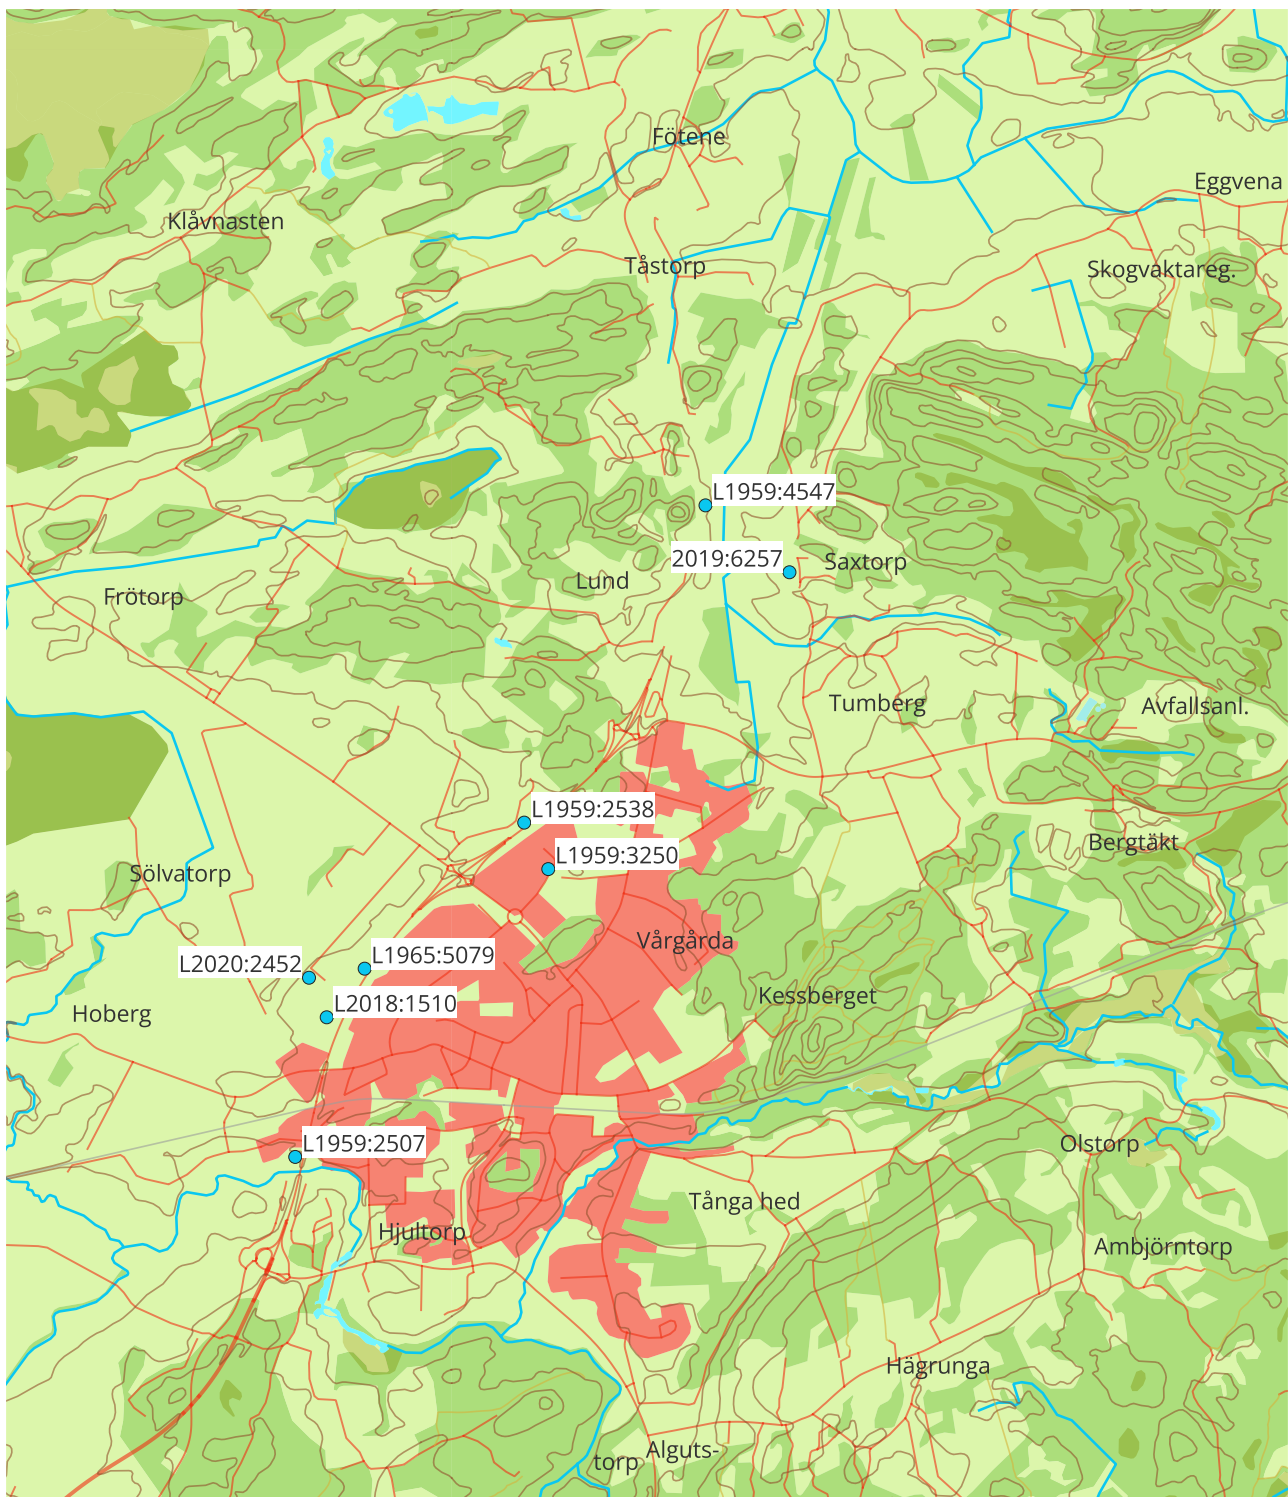 Fötene
Eggvena
Klåvnasten
Tåstorp
Skogvaktareg.
L1959:4547
2019:6257
Saxtorp
Lund
Frötorp
Tumberg
Avfallsanl.
L1959:2538
Bergtäkt
L1959:3250
Sölvatorp
Vårgårda
L1965:5079
L2020:2452
Kessberget
L2018:1510
Hoberg
L1959:2507
Olstorp
Tånga hed
Hjultorp
Ambjörntorp
Hägrunga
Alguts-
torp